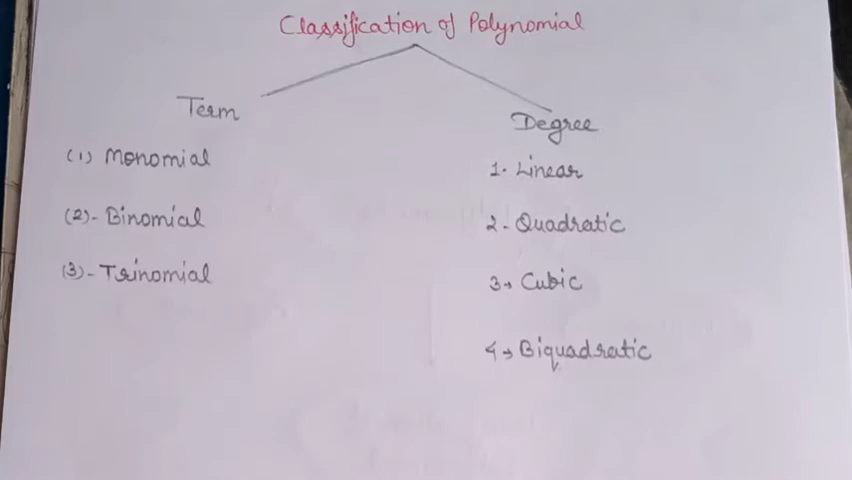 Classification of Polynomial
Term
(1) Monomial
(2)- Binomial
(3)- Trinomial
Degree
1. Linear
2- Quadratic
3→ Cubic
4→ Biquadratic